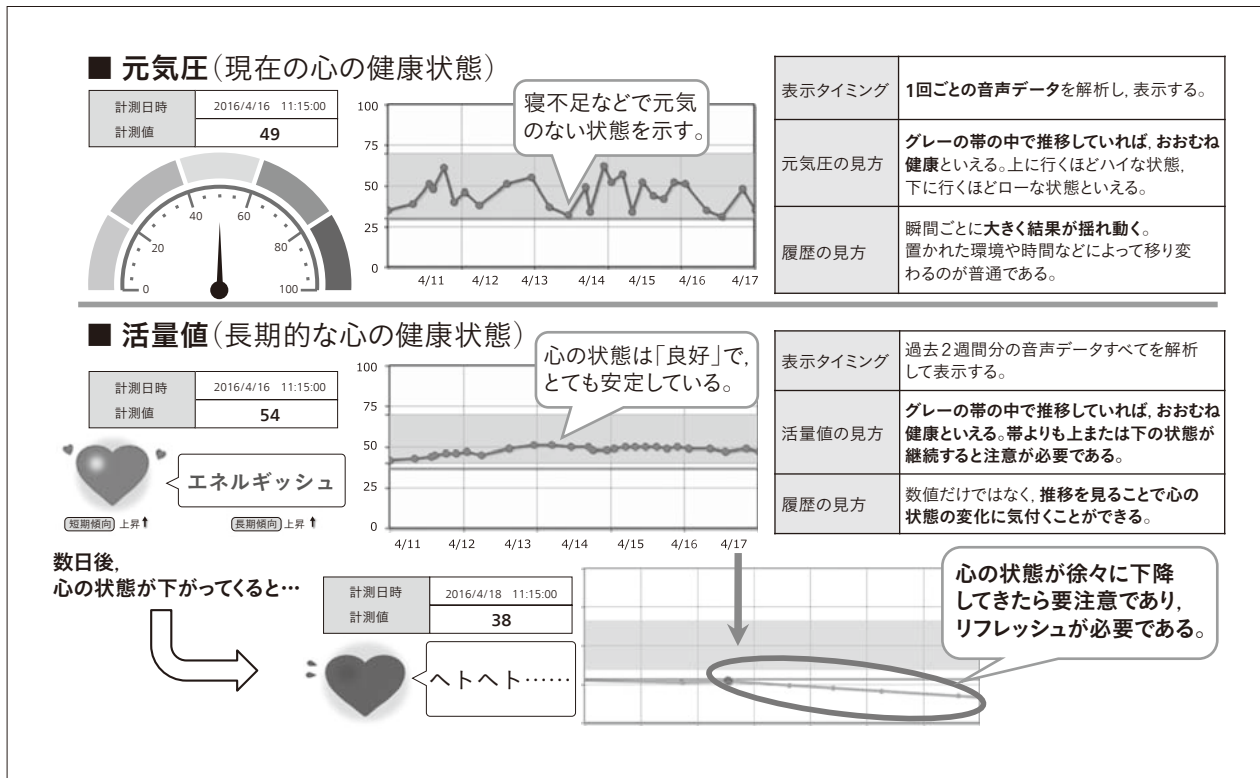 ■ 元気圧(現在の心の健康状態)
計測日時 2016/4/16 11:15:00
計測値 49
0
20
40
60
80
100
100
75
50
25
0
4/11 4/12 4/13 4/14 4/15 4/16 4/17
寝不足などで元気
のない状態を示す。
表示タイミング
1回ごとの音声データを解析し,表示する。
元気圧の見方
グレーの帯の中で推移していれば,おおむね
健康といえる。上に行くほどハイな状態,
下に行くほどローな状態といえる。
履歴の見方
瞬間ごとに大きく結果が揺れ動く。
置かれた環境や時間などによって移り変
わるのが普通である。
■ 活量値(長期的な心の健康状態)
計測日時 2016/4/16 11:15:00
計測値 54
エネルギッシュ
短期傾向 上昇⬆ 長期傾向 上昇⬆
100
75
50
25
0
4/11 4/12 4/13 4/14 4/15 4/16 4/17
心の状態は「良好」で,
とても安定している。
表示タイミング
過去2週間分の音声データすべてを解析
して表示する。
活量値の見方
グレーの帯の中で推移していれば,おおむね
健康といえる。帯よりも上または下の状態が
継続すると注意が必要である。
履歴の見方
数値だけではなく,推移を見ることで心の
状態の変化に気付くことができる。
数日後,
心の状態が下がってくると…
計測日時 2016/4/18 11:15:00
計測値 38
ヘトヘト……
心の状態が徐々に下降
してきたら要注意であり,
リフレッシュが必要である。